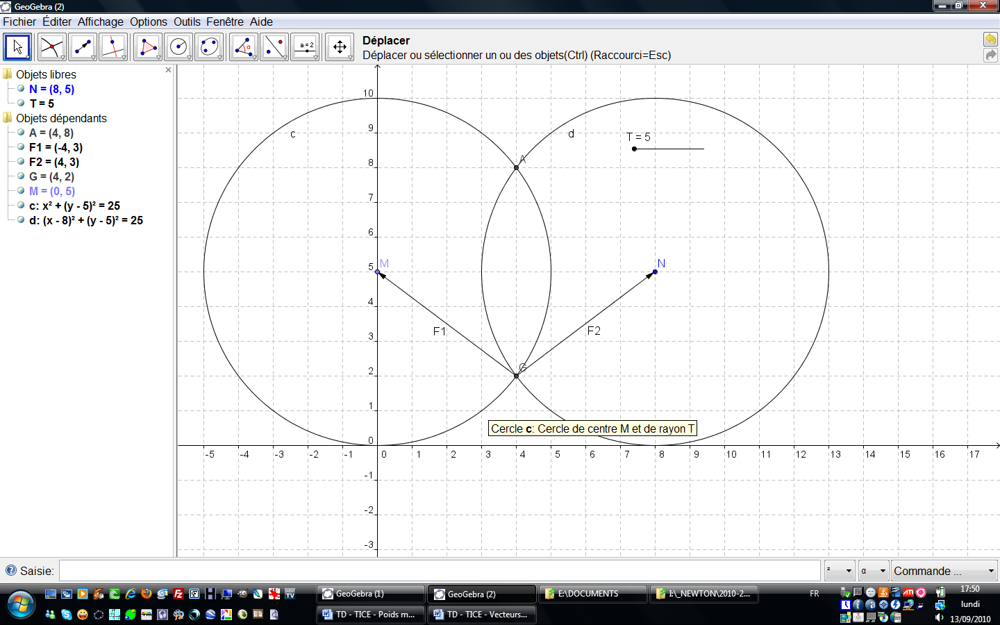 GeoGebra (2)
Fichier Éditer Affichage Options Outils Fenêtre Aide
a = 2
Déplacer
Déplacer ou sélectionner un ou des objets(Ctrl) (Raccourci=Esc)
Objets libres
N = (8, 5)
T = 5
Objets dépendants
A = (4, 8)
F1 = (-4, 3)
F2 = (4, 3)
G = (4, 2)
M = (0, 5)
c: x² + (y - 5)² = 25
d: (x - 8)² + (y - 5)² = 25
10
9
c
d
T = 5
8
A
7
6
5
M
N
4
F1
F2
3
2
G
1
Cercle c: Cercle de centre M et de rayon T
0
-5 -4 -3 -2 -1 0 1 2 3 4 5 6 7 8 9 10 11 12 13 14 15 16 17
-1
-2
-3
Saisie:
²
α
Commande ...
GeoGebra (1)
GeoGebra (2)
E:\DOCUMENTS
I:\_NEWTON\2010-2...
FR
17:50
TD - TICE - Poids m...
TD - TICE - Vecteurs...
lundi
13/09/2010